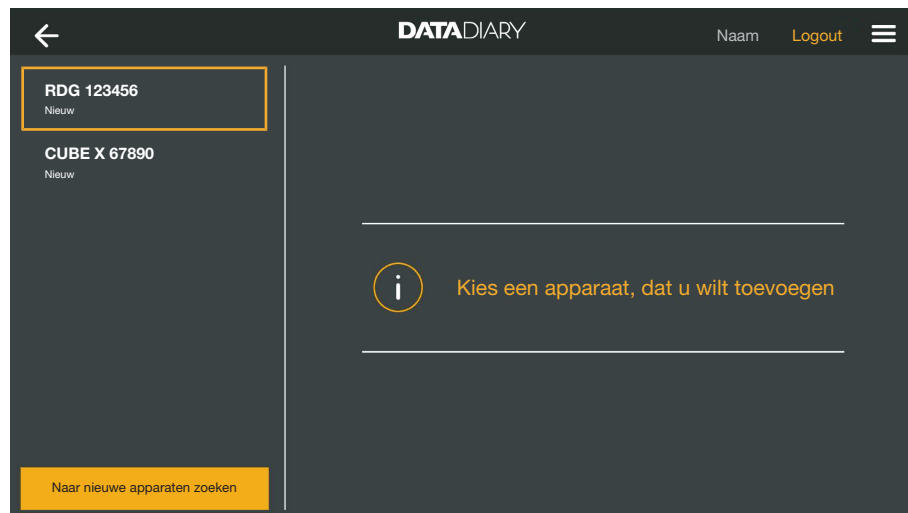 DATADIARY
Naam
Logout
RDG 123456
Nieuw
CUBE X 67890
Nieuw
i
Kies een apparaat, dat u wilt toevoegen
Naar nieuwe apparaten zoeken